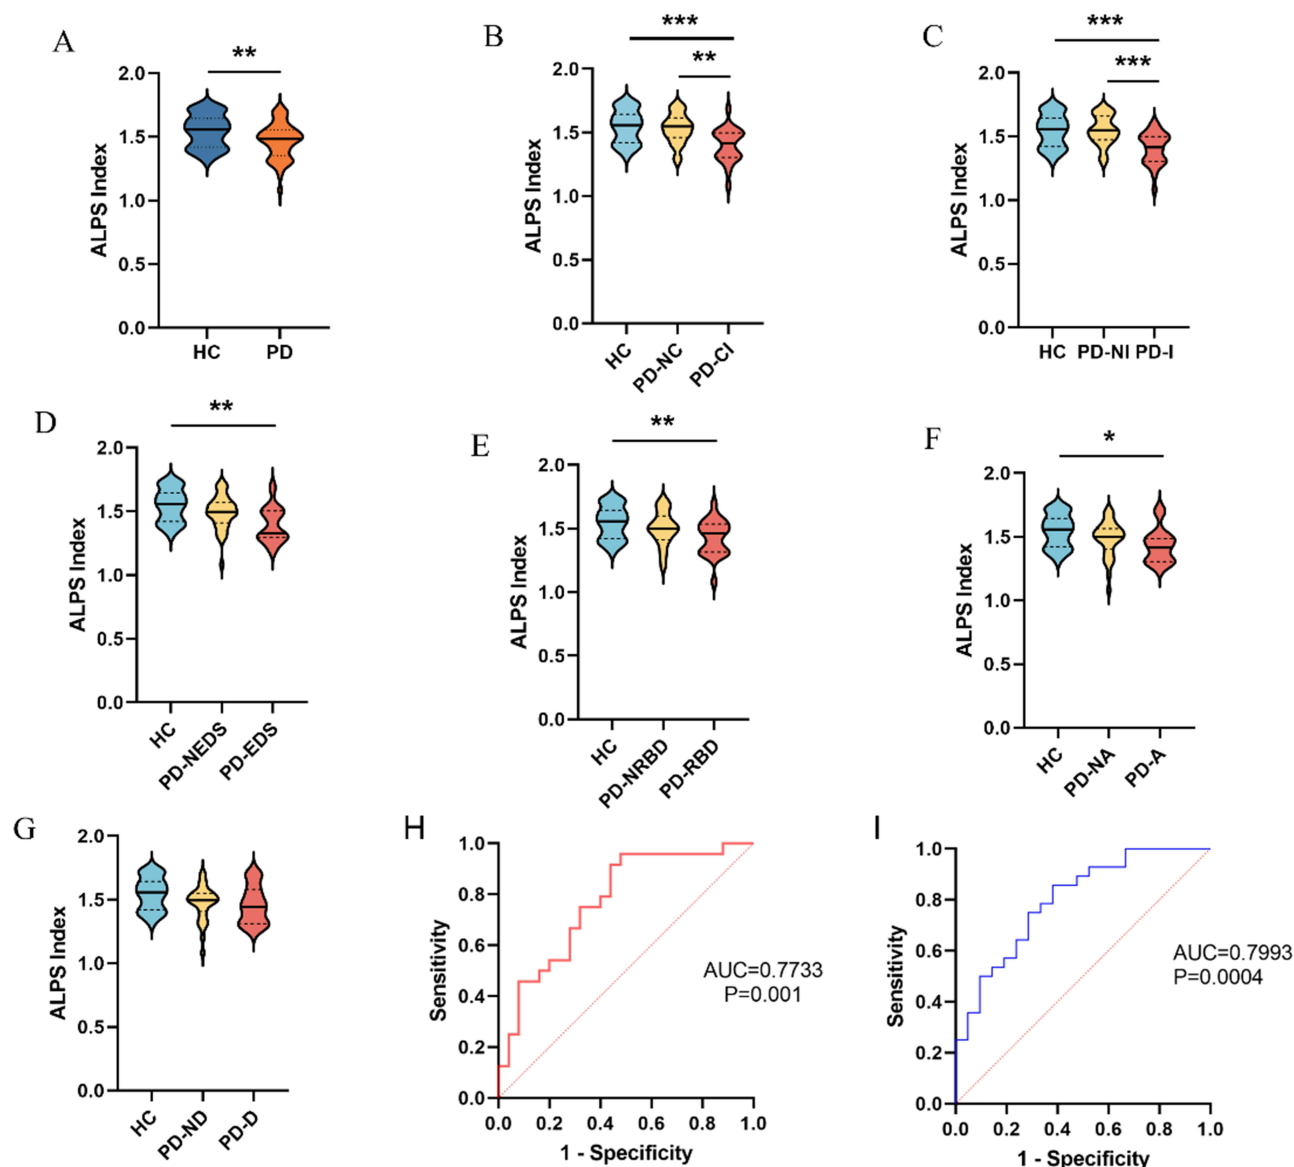 A
**
2.0
1.5
1.0
0.5
0.0
ALPS Index
HC PD
B
***
**
2.0
1.5
1.0
0.5
0.0
ALPS Index
HC
PD-NC
PD-CI
C
***
***
2.0
1.5
1.0
0.5
0.0
ALPS Index
HC PD-NI PD-I
D
**
2.0
1.5
1.0
0.5
0.0
ALPS Index
HC
PD-NEDS
PD-EDS
E
**
2.0
1.5
1.0
0.5
0.0
ALPS Index
HC
PD-NRBD
PD-RBD
F
*
2.0
1.5
1.0
0.5
0.0
ALPS Index
HC
PD-NA
PD-A
G
2.0
1.5
1.0
0.5
0.0
ALPS Index
HC
PD-ND
PD-D
H
1.0
0.8
0.6
0.4
0.2
0.0
Sensitivity
AUC=0.7733
P=0.001
0.0 0.2 0.4 0.6 0.8 1.0
1 - Specificity
I
1.0
0.8
0.6
0.4
0.2
0.0
Sensitivity
AUC=0.7993
P=0.0004
0.0 0.2 0.4 0.6 0.8 1.0
1 - Specificity